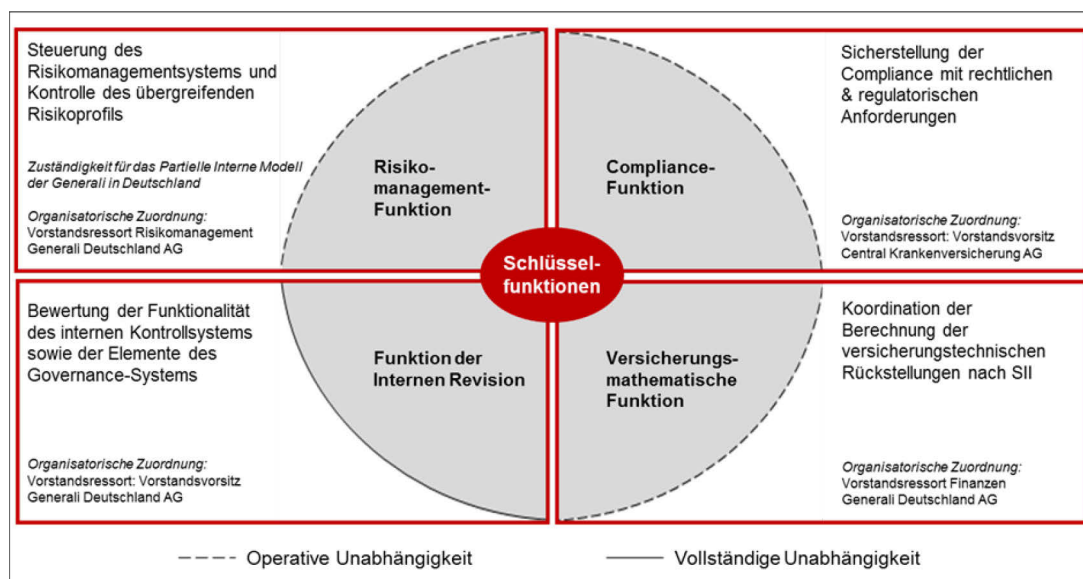 Steuerung des
Risikomanagementsystems und
Kontrolle des übergreifenden
Risikoprofils
Zuständigkeit für das Partielle Interne Modell
der Generali in Deutschland
Organisatorische Zuordnung:
Vorstandsressort Risikomanagement
Generali Deutschland AG
Risiko-
management-
Funktion
Compliance-
Funktion
Sicherstellung der
Compliance mit rechtlichen
& regulatorischen
Anforderungen
Organisatorische Zuordnung:
Vorstandsressort: Vorstandsvorsitz
Central Krankenversicherung AG
Schlüssel-
funktionen
Bewertung der Funktionalität
des internen Kontrollsystems
sowie der Elemente des
Governance-Systems
Organisatorische Zuordnung:
Vorstandsressort: Vorstandsvorsitz
Generali Deutschland AG
Funktion der
Internen Revision
Versicherungs-
mathematische
Funktion
Koordination der
Berechnung der
versicherungstechnischen
Rückstellungen nach SII
Organisatorische Zuordnung:
Vorstandsressort Finanzen
Generali Deutschland AG
Operative Unabhängigkeit
Vollständige Unabhängigkeit